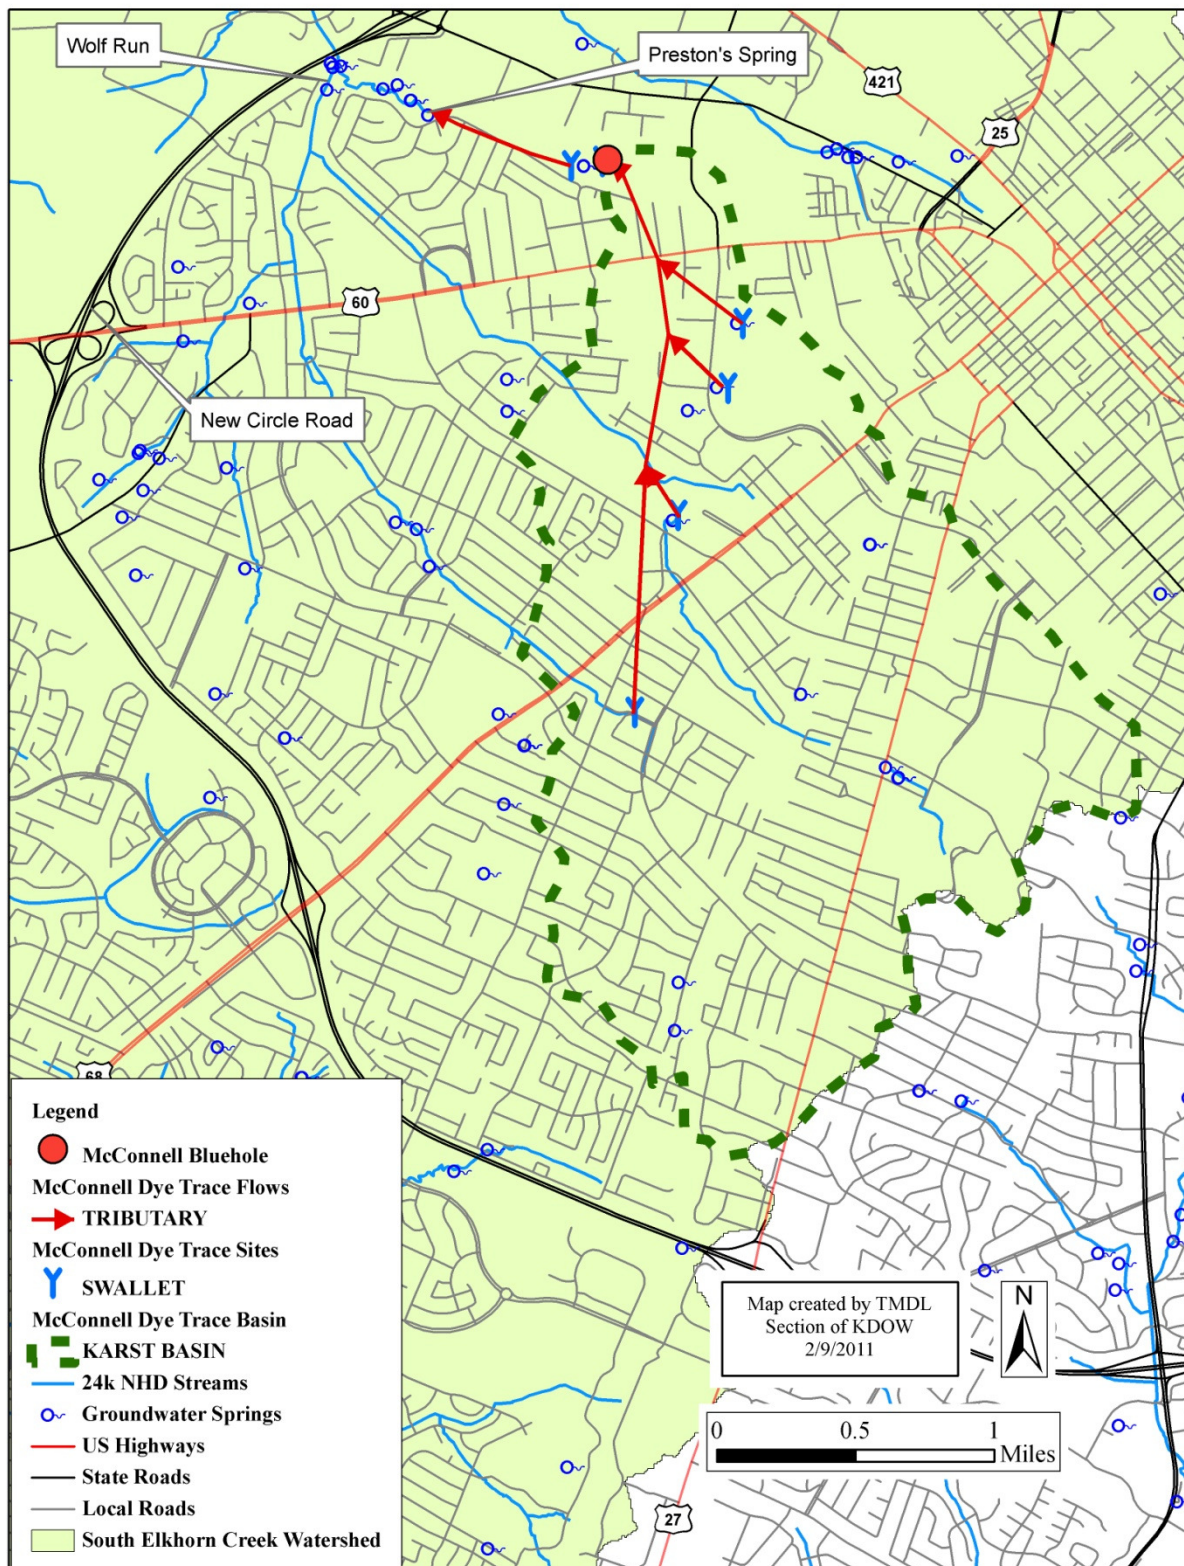 Wolf Run
Preston's Spring
421
25
60
New Circle Road
68
Legend
McConnell Bluehole
McConnell Dye Trace Flows
TRIBUTARY
McConnell Dye Trace Sites
SWALLET
McConnell Dye Trace Basin
KARST BASIN
24k NHD Streams
Groundwater Springs
US Highways
State Roads
Local Roads
South Elkhorn Creek Watershed
Map created by TMDL
Section of KDOW
2/9/2011
N
0 0.5 1
Miles
27